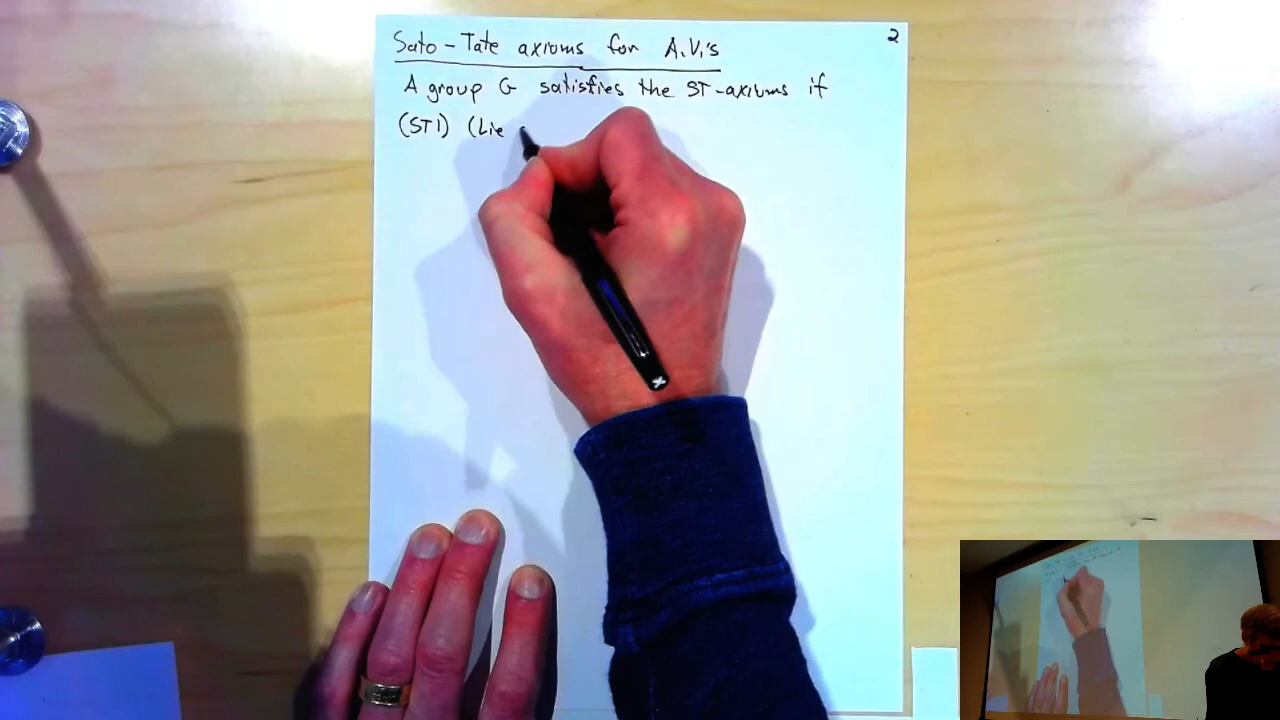 2
Sato-Tate axioms for A.V.'s
A group G satisfies the ST-axioms if
(ST1) (Lie